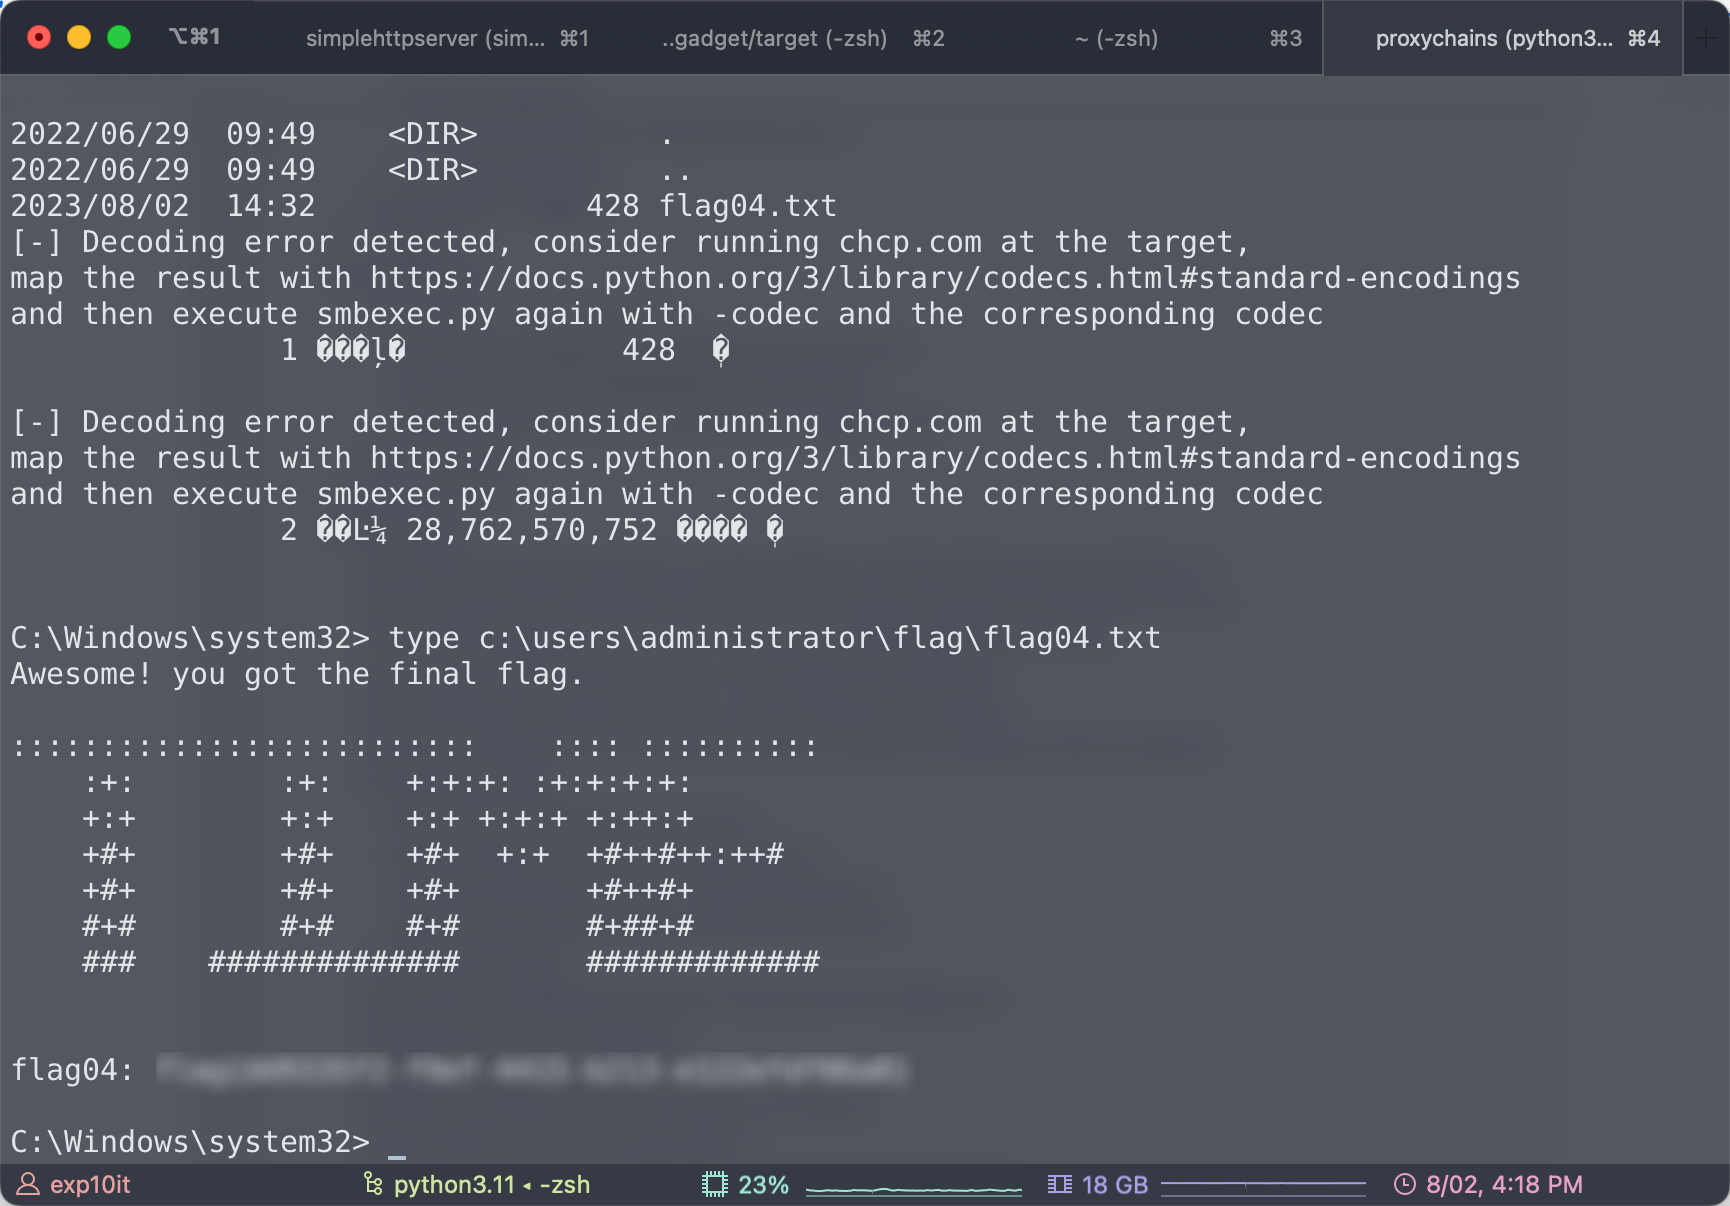 ⌥⌘1 simplehttpserver (sim... ⌘1 ..gadget/target (-zsh) ⌘2 ~ (-zsh) ⌘3 proxychains (python3... ⌘4
2022/06/29  09:49    <DIR>          .
2022/06/29  09:49    <DIR>          ..
2023/08/02  14:32               428 flag04.txt
[-] Decoding error detected, consider running chcp.com at the target,
map the result with https://docs.python.org/3/library/codecs.html#standard-encodings
and then execute smbexec.py again with -codec and the corresponding codec
               1 ���ļ�            428  �
[-] Decoding error detected, consider running chcp.com at the target,
map the result with https://docs.python.org/3/library/codecs.html#standard-encodings
and then execute smbexec.py again with -codec and the corresponding codec
               2 ��Ŀ¼ 28,762,570,752 ���� �
C:\Windows\system32> type c:\users\administrator\flag\flag04.txt
Awesome! you got the final flag.
::::::::::::::::::::::::::    :::: ::::::::::
    :+:        :+:    +:+:+: :+:+:+:+:
    +:+        +:+    +:+ +:+:+ +:++:+
    +#+        +#+    +#+  +:+  +#++#++:++#
    +#+        +#+    +#+       +#++#+
    #+#        #+#    #+#       #+##+#
    ###    ##############       #############
flag04:
C:\Windows\system32>
exp10it python3.11 ◂ -zsh 23% 18 GB 8/02, 4:18 PM